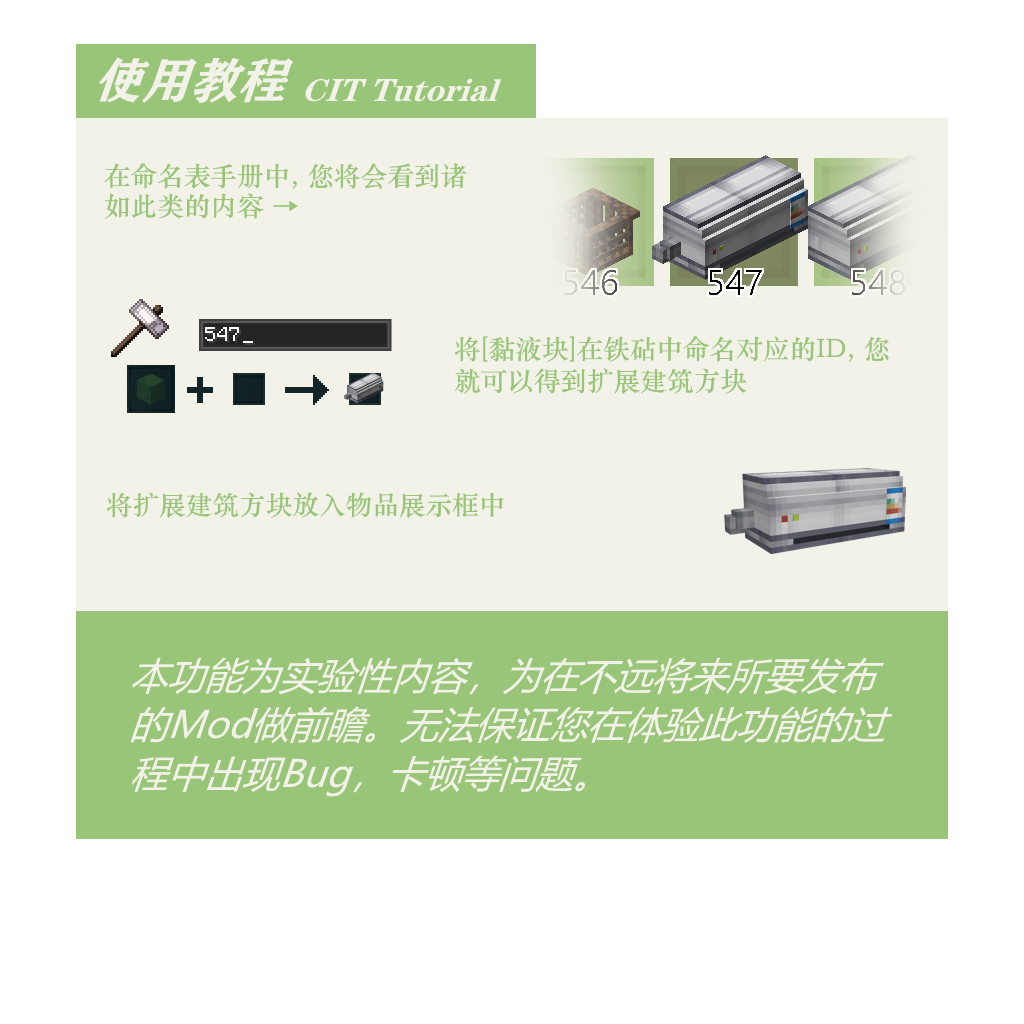 使用教程 CIT Tutorial
在命名表手册中, 您将会看到诸
如此类的内容 →
546 547 548
547_
将[黏液块]在铁砧中命名对应的ID, 您
就可以得到扩展建筑方块
将扩展建筑方块放入物品展示框中
本功能为实验性内容，为在不远将来所要发布
的Mod做前瞻。无法保证您在体验此功能的过
程中出现Bug，卡顿等问题。